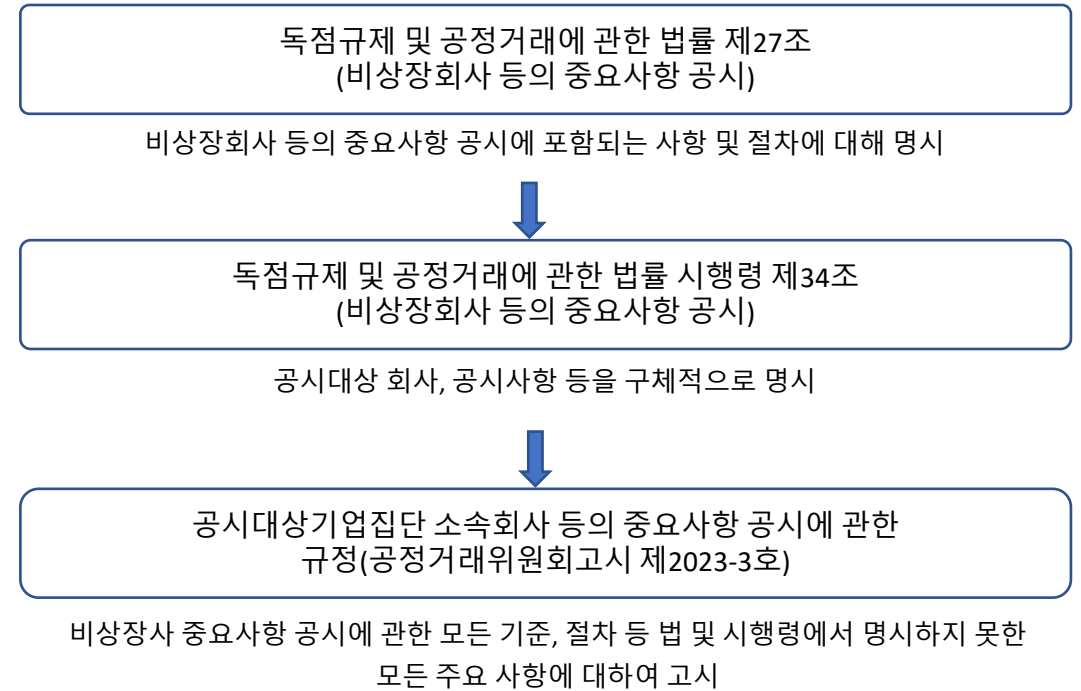 독점규제 및 공정거래에 관한 법률 제27조
(비상장회사 등의 중요사항 공시)
비상장회사 등의 중요사항 공시에 포함되는 사항 및 절차에 대해 명시
독점규제 및 공정거래에 관한 법률 시행령 제34조
(비상장회사 등의 중요사항 공시)
공시대상 회사, 공시사항 등을 구체적으로 명시
공시대상기업집단 소속회사 등의 중요사항 공시에 관한
규정(공정거래위원회고시 제2023-3호)
비상장사 중요사항 공시에 관한 모든 기준, 절차 등 법 및 시행령에서 명시하지 못한
모든 주요 사항에 대하여 고시